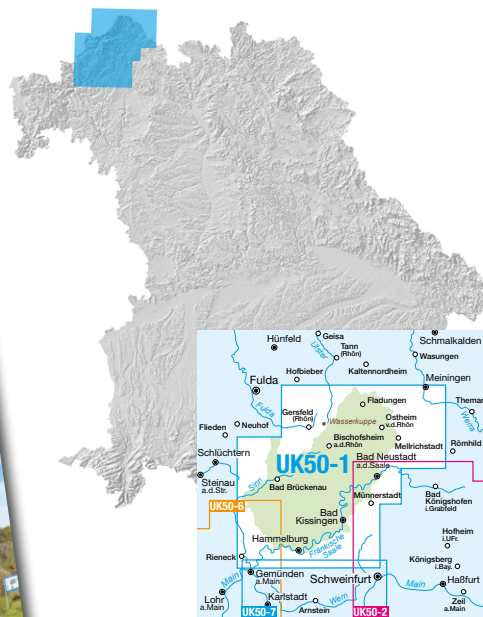 Hünfeld
Geisa
Schmalkalden
Ulster
Tann
(Rhön)
Wasungen
Hofbieber
Kaltennordheim
Fulda
Meiningen
Fladungen
Themar
Fulda
Gersfeld
(Rhön)
Wasserkuppe
Ostheim
v.d.Rhön
Werra
Flieden
Neuhof
Bischofsheim
a.d.Rhön
Mellrichstadt
Römhild
Schlüchtern
UK50-1
Bad Neustadt
a.d.Saale
Steinau
a.d.Str.
Sinn
Bad Brückenau
Münnerstadt
Bad
Königshofen
i.Grabfeld
UK50-6
Bad
Kissingen
Hofheim
i.UFr.
Hammelburg
Fränkische
Saale
Rieneck
Königsberg
i.Bay.
Main
Gemünden
a.Main
Schweinfurt
Main
Haßfurt
Lohr
a.Main
Karlstadt
Wern
Arnstein
Zeil
a.Main
UK50-7
UK50-2